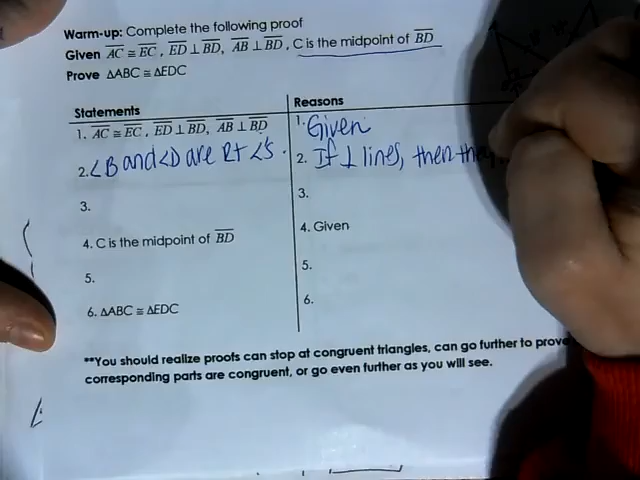 Warm-up: Complete the following proof
Given AC ≅ EC, ED ⊥ BD, AB ⊥ BD, C is the midpoint of BD
Prove ΔABC ≅ ΔEDC
Statements Reasons
1. AC ≅ EC, ED ⊥ BD, AB ⊥ BD 1. Given
2. <B and <D are Rt <'s. 2. If ⊥ lines, then the
3. 3.
4. C is the midpoint of BD 4. Given
5. 5.
6. ΔABC ≅ ΔEDC 6.
**You should realize proofs can stop at congruent triangles, can go further to prove
corresponding parts are congruent, or go even further as you will see.